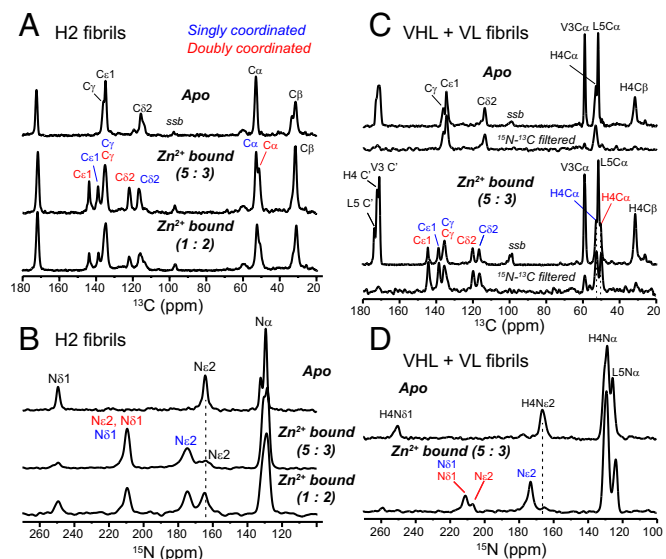 A
H2 fibrils
Singly coordinated
Doubly coordinated
Cγ
Cε1
Cδ2
ssb
Apo
Cα
Cβ
Zn²⁺ bound
(5 : 3)
Cε1
Cε1
Cγ
Cγ
Cδ2
Cδ2
Cα
Cα
Cβ
Zn²⁺ bound
(1 : 2)
180 140 100 60 20
¹³C (ppm)
B
H2 fibrils
Nα
Nδ1
Nε2
Apo
Nε2, Nδ1
Nδ1
Nε2
Nε2
Zn²⁺ bound
(5 : 3)
Zn²⁺ bound
(1 : 2)
260 240 220 200 180 160 140 120
¹⁵N (ppm)
C
VHL + VL fibrils
V3Cα
L5Cα
H4Cα
Apo
Cγ
Cε1
Cδ2
ssb
H4Cβ
¹⁵N-¹³C filtered
H4 C'
V3 C'
L5 C'
Zn²⁺ bound
(5 : 3)
V3Cα
L5Cα
H4Cα
H4Cα
Cε1
Cε1
Cγ
Cγ
Cδ2
Cδ2
ssb
H4Cβ
¹⁵N-¹³C filtered
180 160 140 120 100 80 60 40 20
¹³C (ppm)
D
VHL + VL fibrils
Apo
H4Nα
L5Nα
H4Nδ1
H4Nε2
Zn²⁺ bound
(5 : 3)
Nδ1
Nδ1
Nε2
Nε2
260 240 220 200 180 160 140 120 100
¹⁵N (ppm)